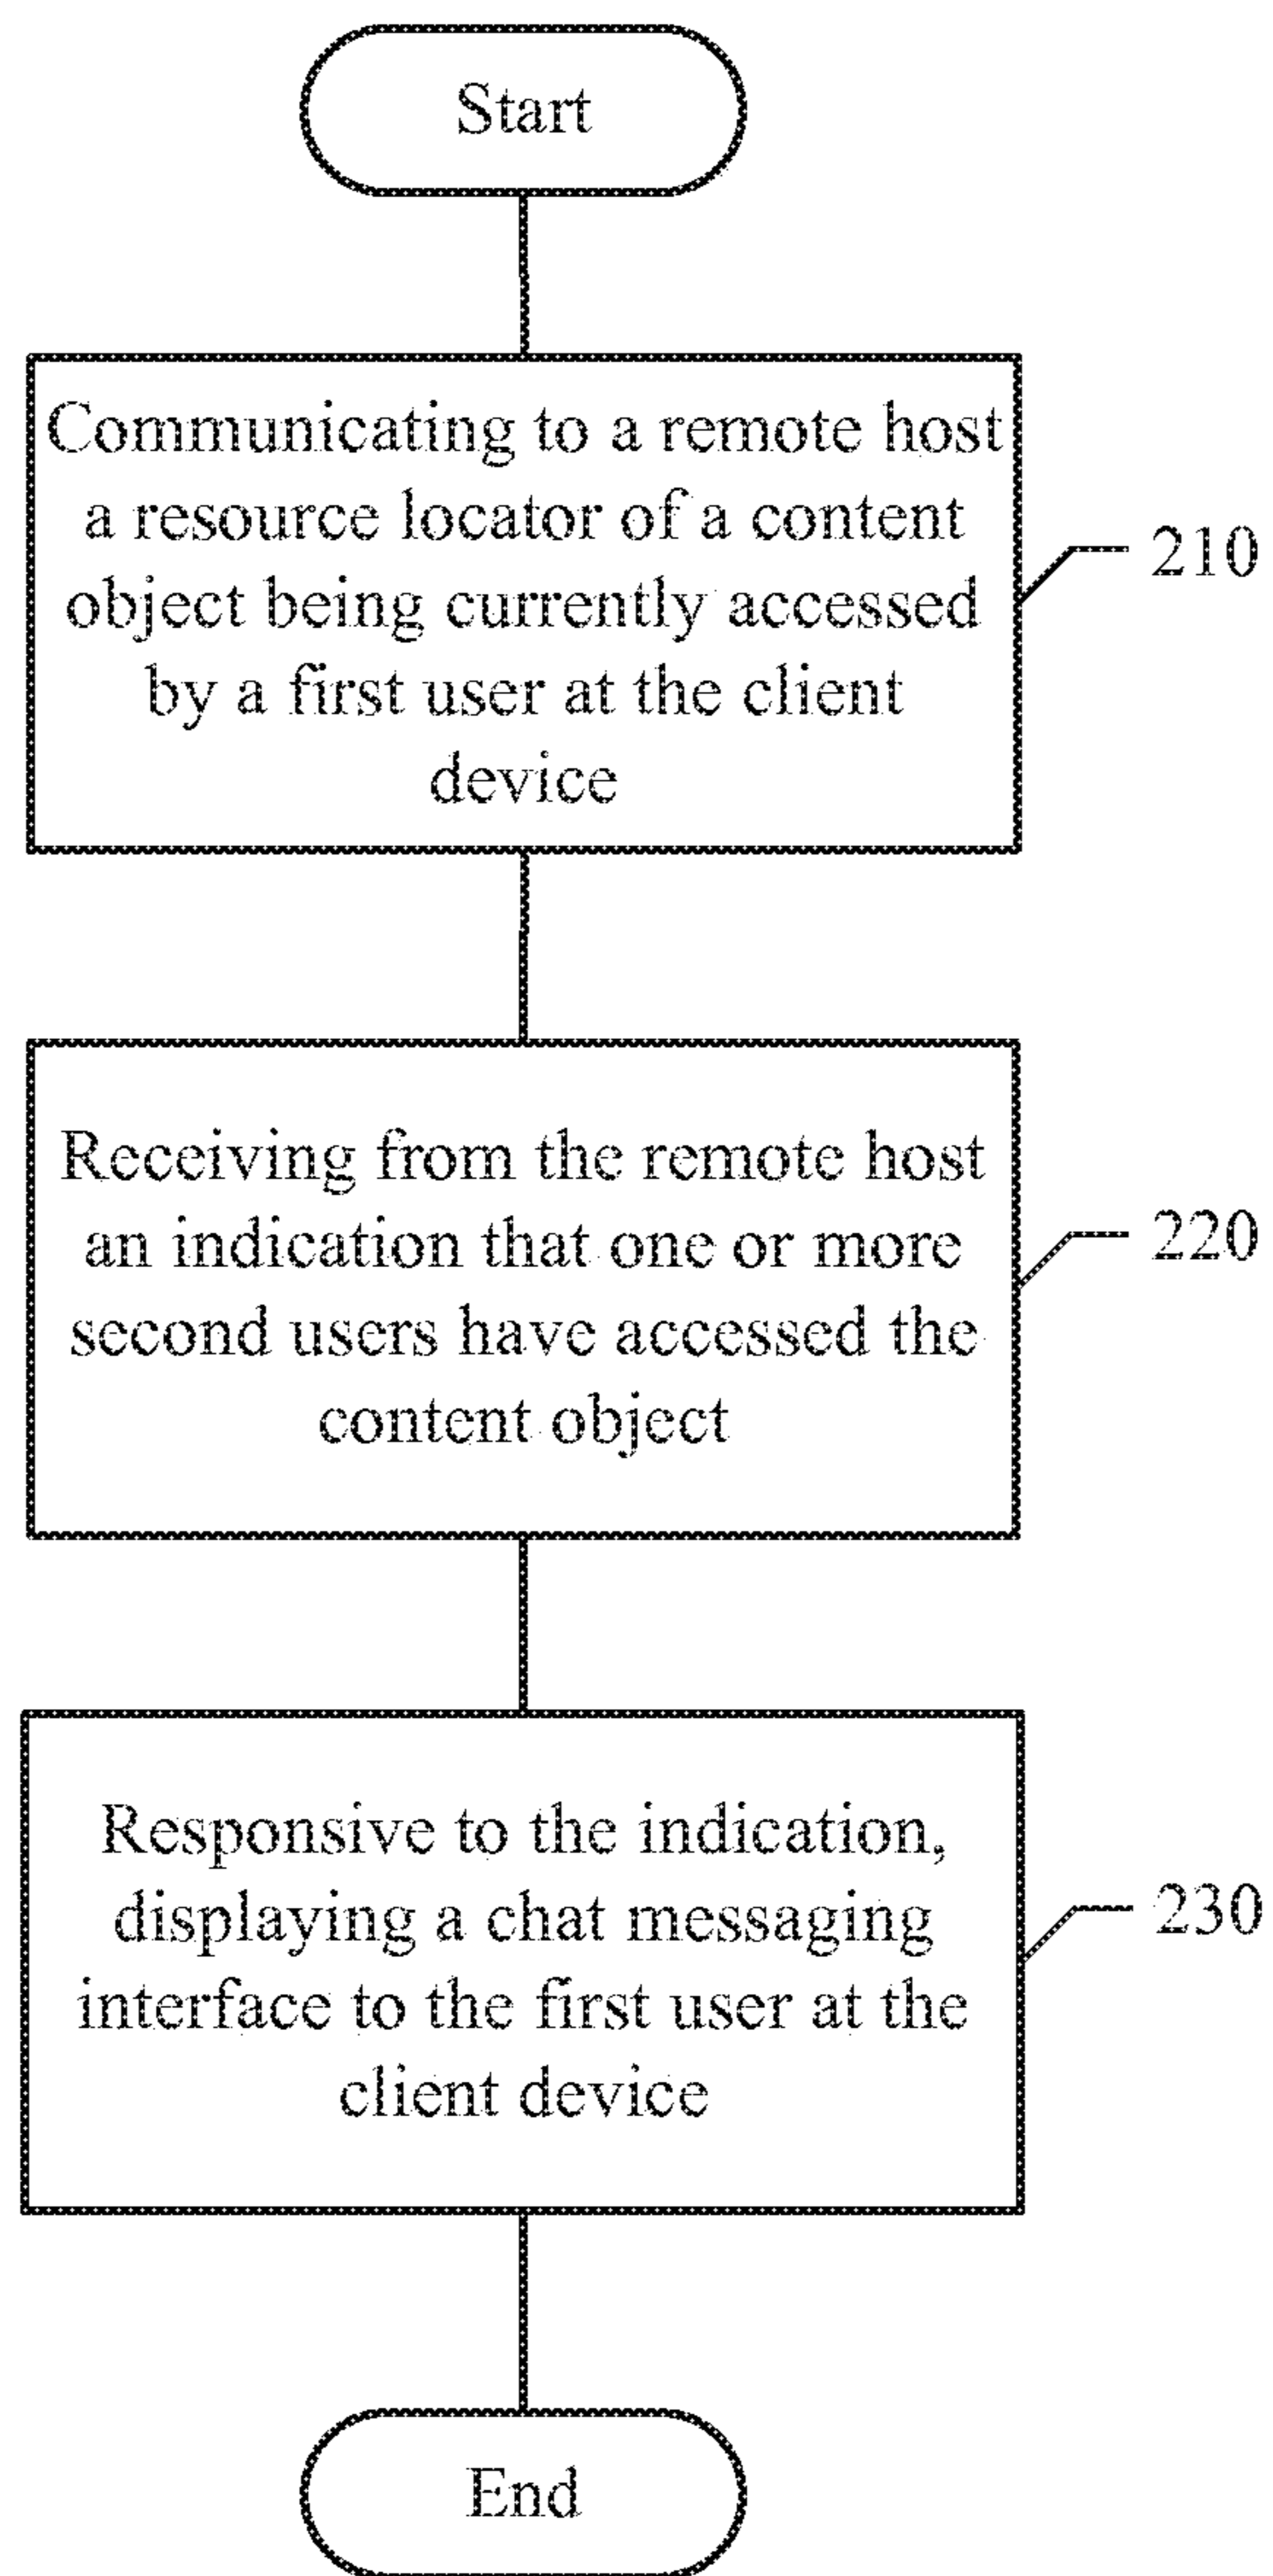 Start
Communicating to a remote host
a resource locator of a content
object being currently accessed
by a first user at the client
device
210
Receiving from the remote host
an indication that one or more
second users have accessed the
content object
220
Responsive to the indication,
displaying a chat messaging
interface to the first user at the
client device
230
End